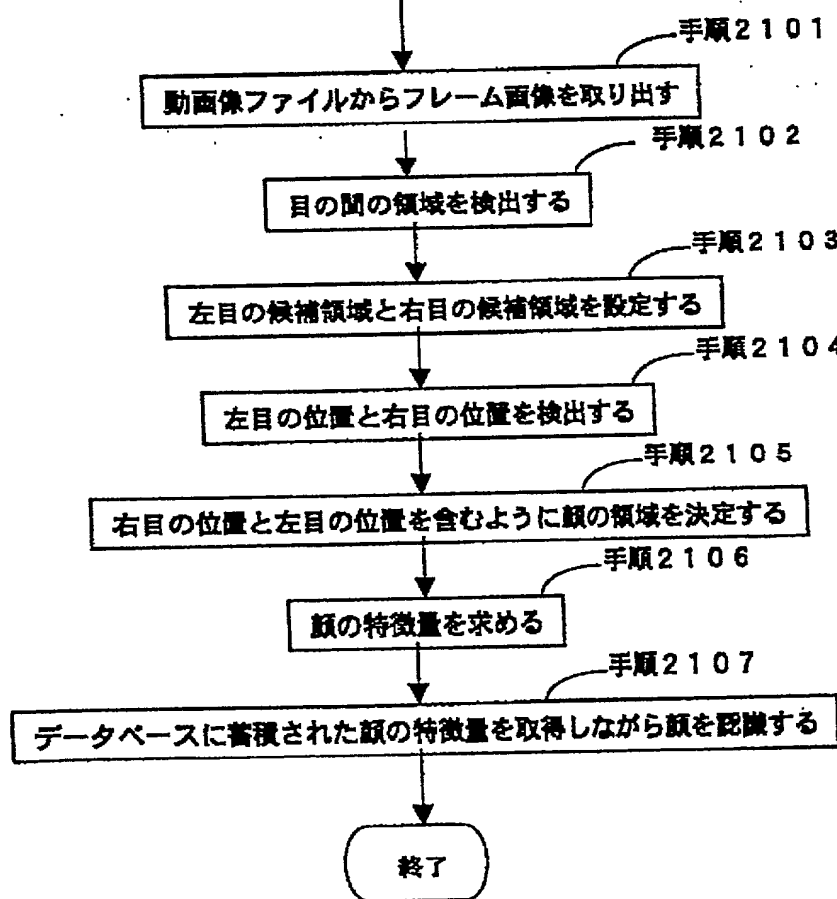 手順２１０１
動画像ファイルからフレーム画像を取り出す
手順２１０２
目の間の領域を検出する
手順２１０３
左目の候補領域と右目の候補領域を設定する
手順２１０４
左目の位置と右目の位置を検出する
手順２１０５
右目の位置と左目の位置を含むように顔の領域を決定する
手順２１０６
顔の特徴量を求める
手順２１０７
データベースに蓄積された顔の特徴量を取得しながら顔を認識する
終了